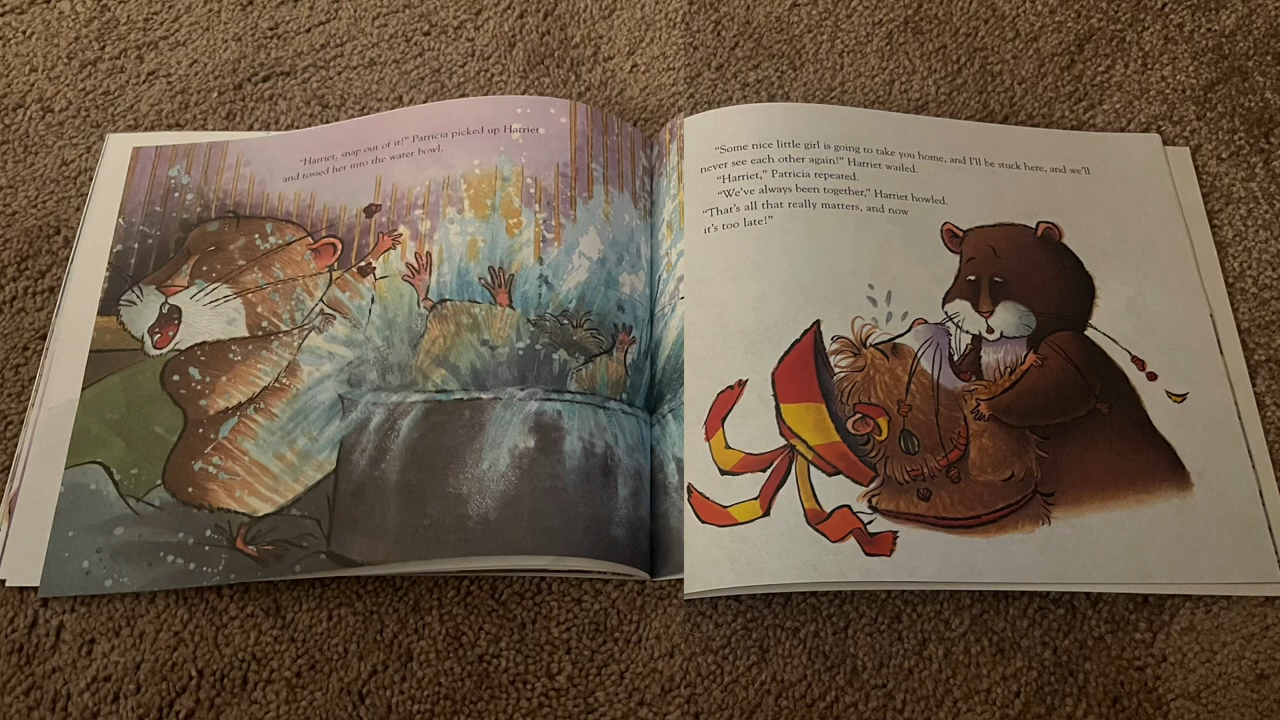 "Harriet, snap out of it!" Patricia picked up Harriet
and tossed her into the water bowl.
"Some nice little girl is going to take you home, and I'll be stuck here, and we'll
never see each other again!" Harriet wailed.
"Harriet," Patricia repeated.
"We've always been together," Harriet howled.
"That's all that really matters, and now
it's too late!"